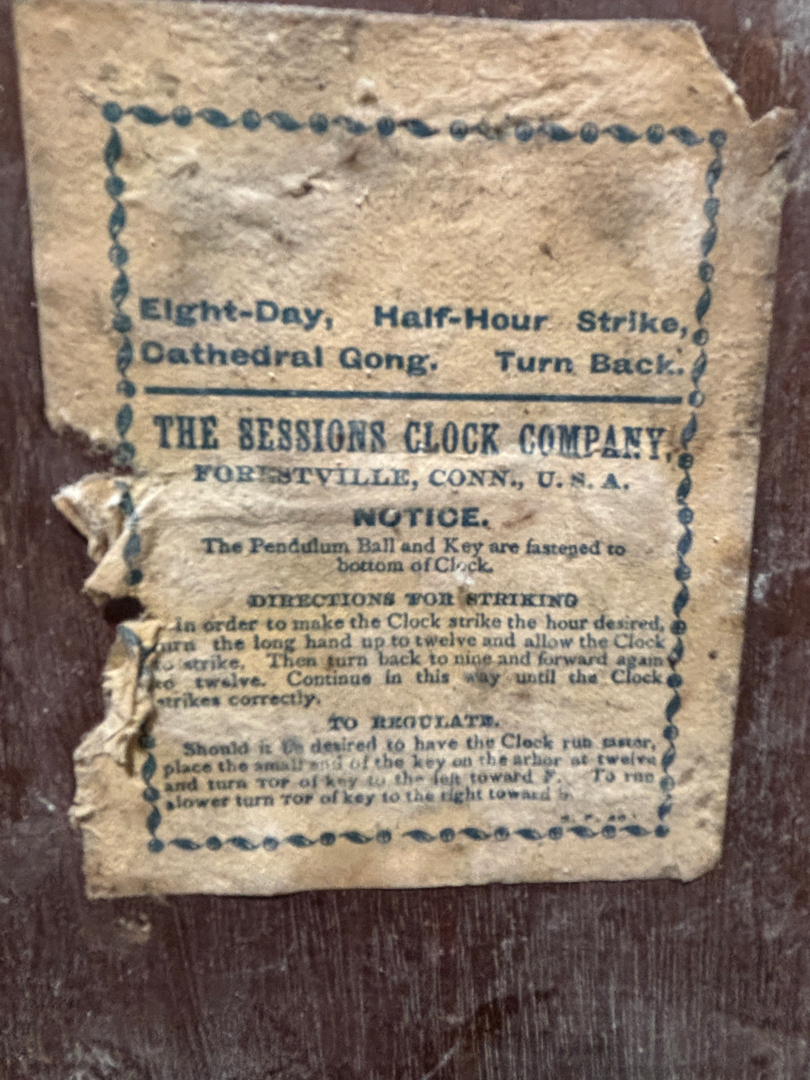 Eight-Day, Half-Hour Strike,
Cathedral Gong. Turn Back.
THE SESSIONS CLOCK COMPANY,
FORESTVILLE, CONN., U. S. A.
NOTICE.
The Pendulum Ball and Key are fastened to
bottom of Clock.
DIRECTIONS FOR STRIKING
In order to make the Clock strike the hour desired,
urn the long hand up to twelve and allow the Clock
to strike. Then turn back to nine and forward again
to twelve. Continue in this way until the Clock
strikes correctly.
TO REGULATE.
Should it be desired to have the Clock run faster,
place the small end of the key on the arbor at twelve
and turn TOP of key to the left toward F. To run
slower turn TOP of key to the right toward